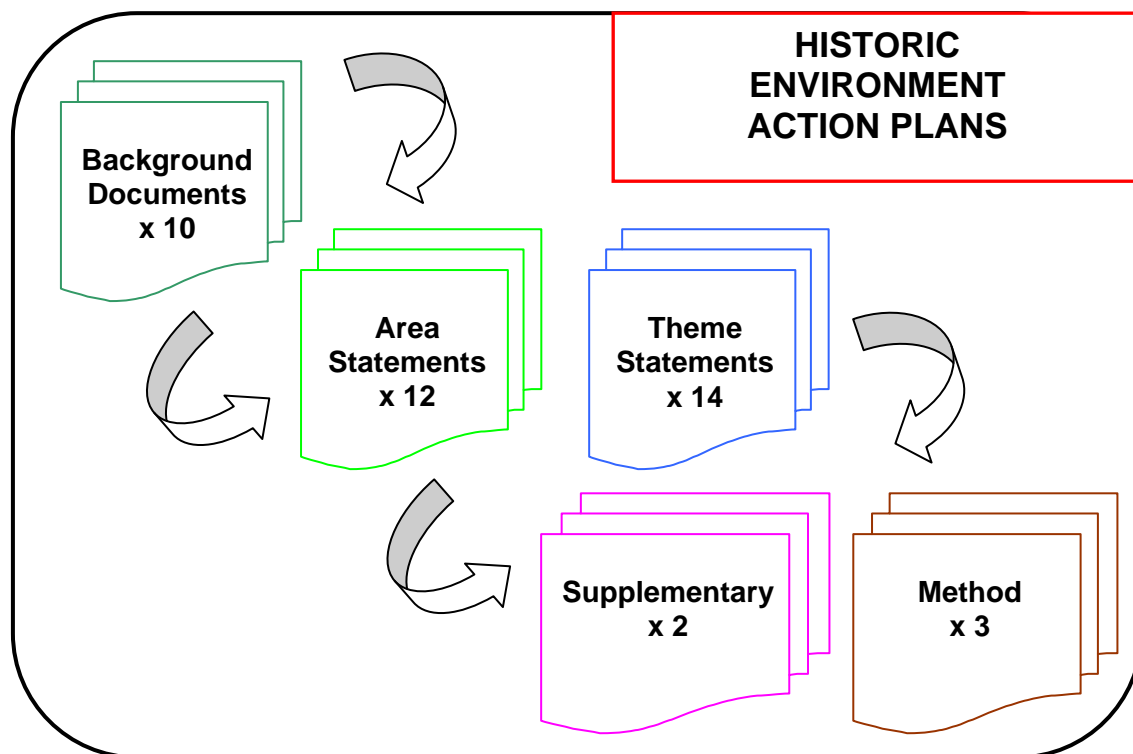 HISTORIC
ENVIRONMENT
ACTION PLANS
Background
Documents
x 10
Area
Statements
x 12
Theme
Statements
x 14
Supplementary
x 2
Method
x 3